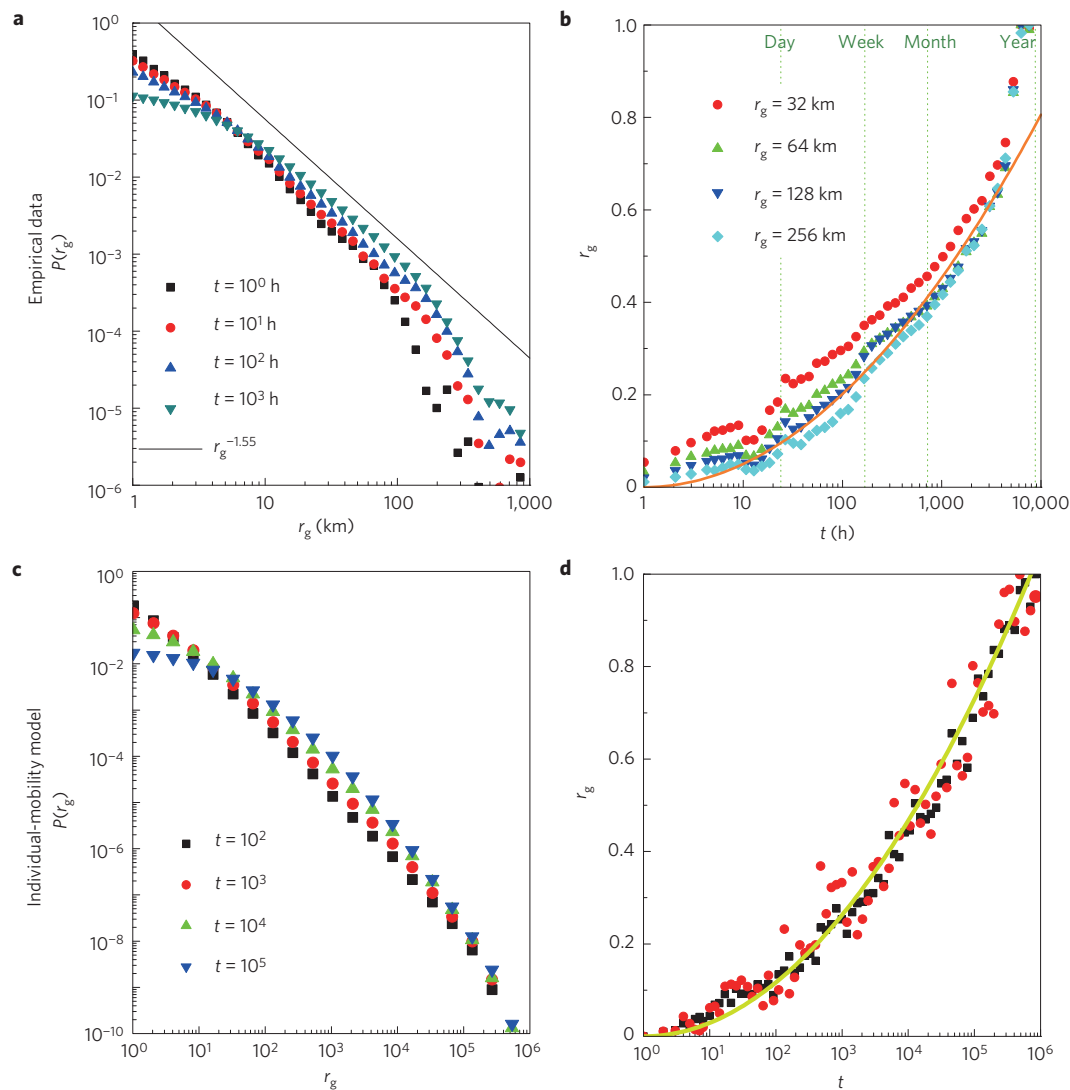 a
Empirical data
P(r_g)
10^0
10^-1
10^-2
10^-3
10^-4
10^-5
10^-6
t = 10^0 h
t = 10^1 h
t = 10^2 h
t = 10^3 h
r_g^-1.55
1 10 100 1,000
r_g (km)
b
r_g
1.0
0.8
0.6
0.4
0.2
0
Day Week Month Year
r_g = 32 km
r_g = 64 km
r_g = 128 km
r_g = 256 km
1 10 100 1,000 10,000
t (h)
c
Individual-mobility model
P(r_g)
10^0
10^-2
10^-4
10^-6
10^-8
10^-10
t = 10^2
t = 10^3
t = 10^4
t = 10^5
10^0 10^1 10^2 10^3 10^4 10^5 10^6
r_g
d
r_g
1.0
0.8
0.6
0.4
0.2
0
10^0 10^1 10^2 10^3 10^4 10^5 10^6
t